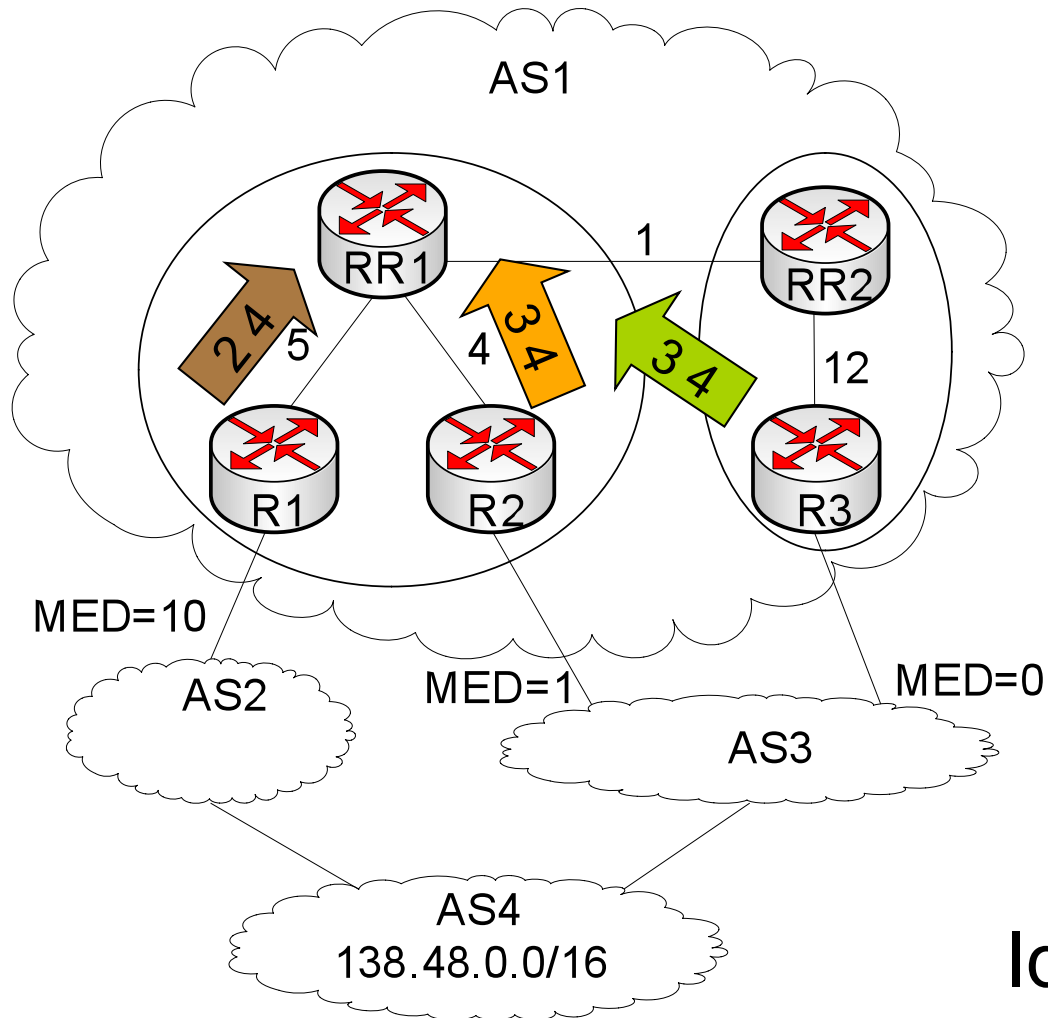 AS1
1
RR1
RR2
2 4
5
4
3 4
3 4
12
R1
R2
R3
MED=10
MED=1
MED=0
AS2
AS3
AS4
138.48.0.0/16